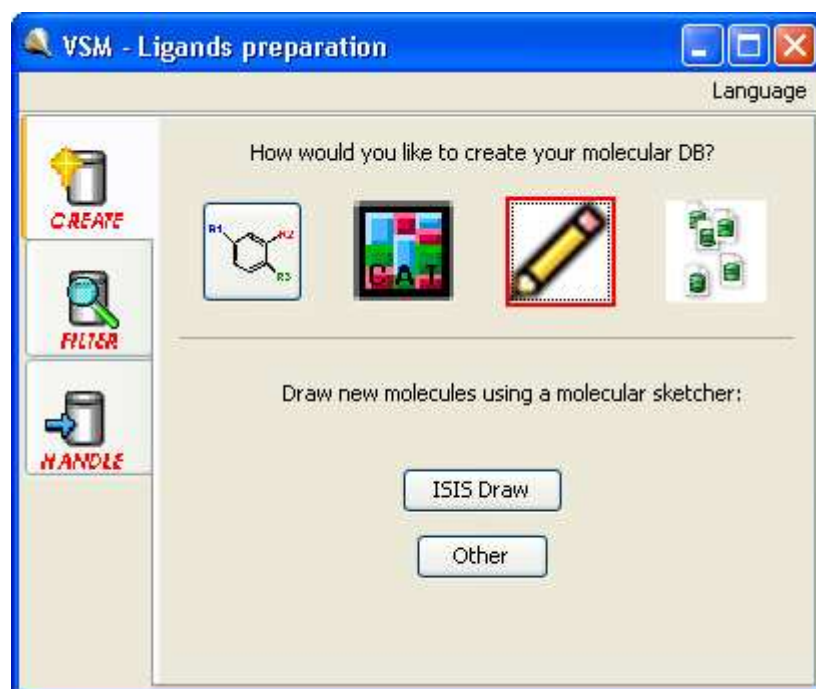 VSM - Ligands preparation
Language
CREATE
How would you like to create your molecular DB?
R1
R2
R3
CAT
FILTER
Draw new molecules using a molecular sketcher:
HANDLE
ISIS Draw
Other